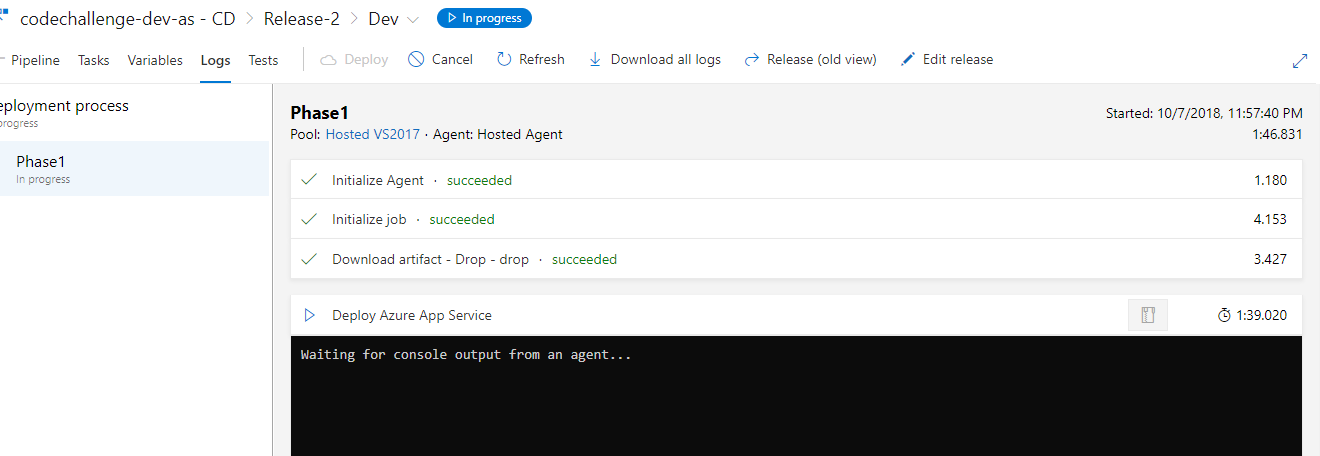 codechallenge-dev-as - CD > Release-2 > Dev In progress
Pipeline Tasks Variables Logs Tests Deploy Cancel Refresh Download all logs Release (old view) Edit release
eployment process
progress
Phase1
In progress
Phase1 Started: 10/7/2018, 11:57:40 PM
Pool: Hosted VS2017 · Agent: Hosted Agent 1:46.831
Initialize Agent · succeeded 1.180
Initialize job · succeeded 4.153
Download artifact - Drop - drop · succeeded 3.427
Deploy Azure App Service 1:39.020
Waiting for console output from an agent...